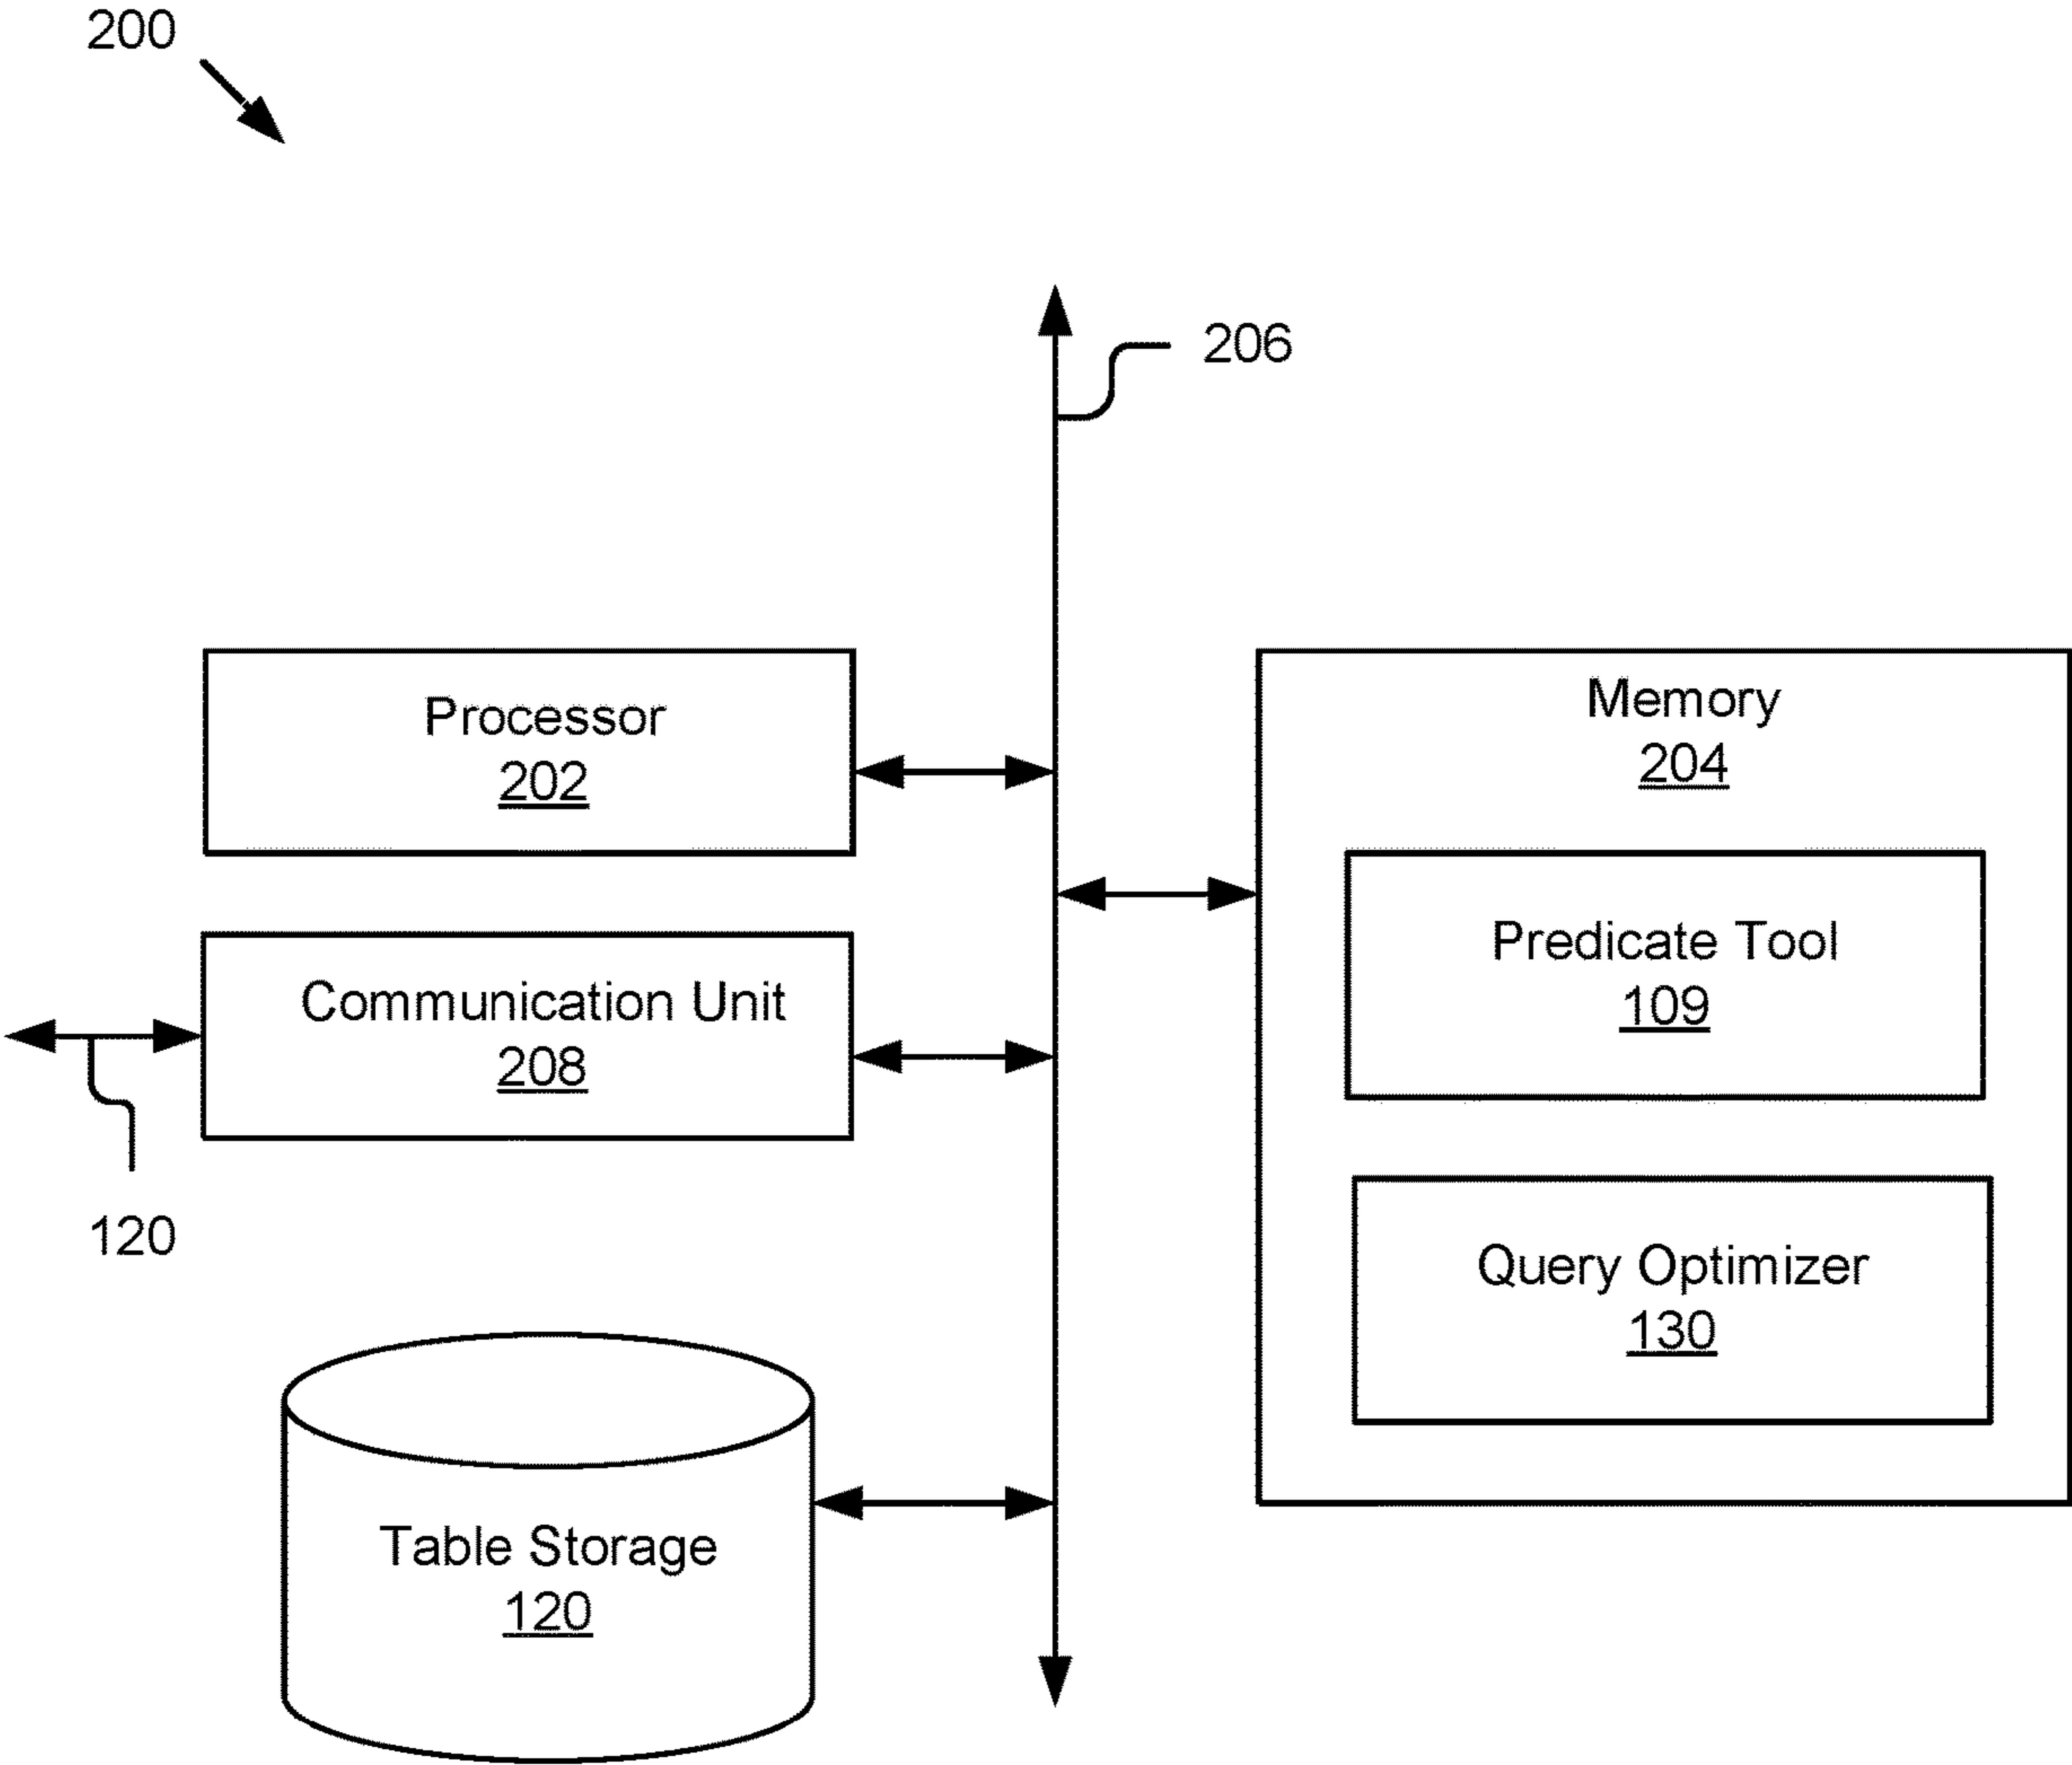 200
206
Processor
202
Memory
204
Predicate Tool
109
Communication Unit
208
120
Query Optimizer
130
Table Storage
120